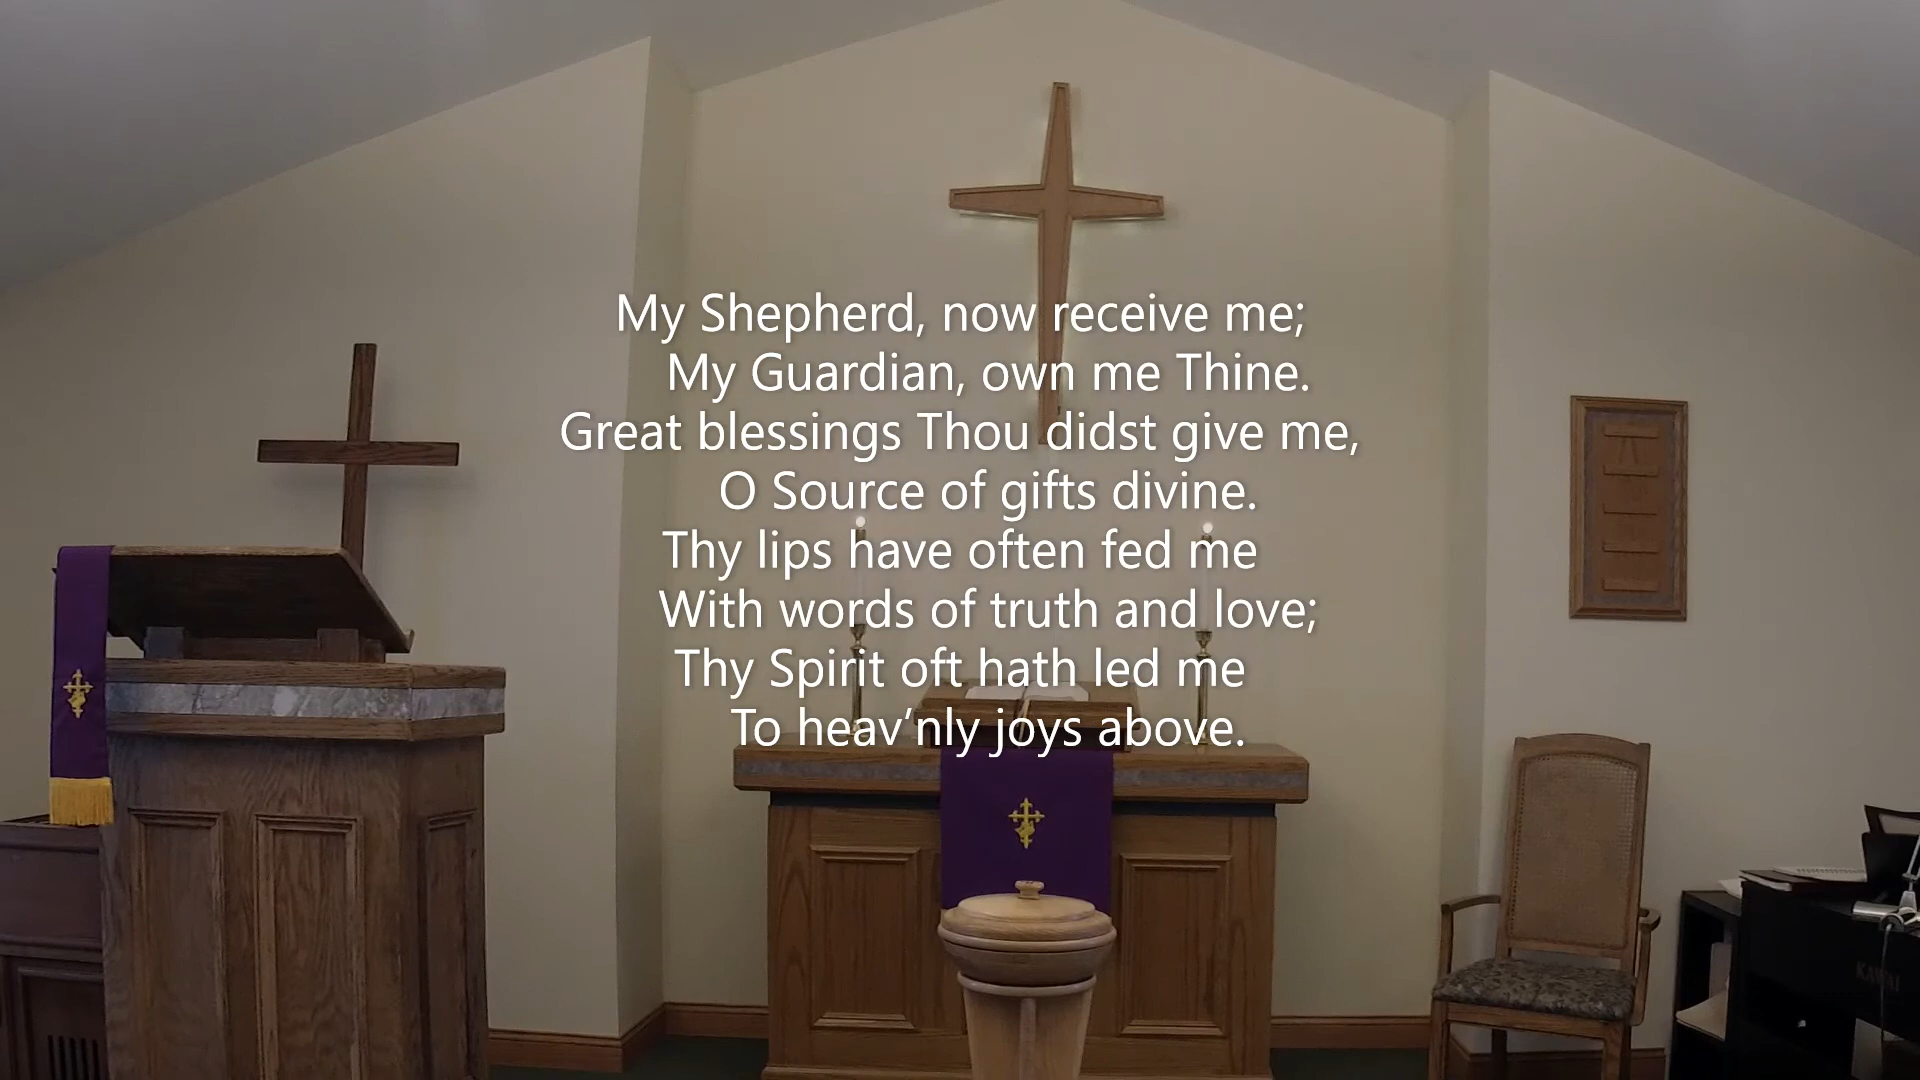 My Shepherd, now receive me;
My Guardian, own me Thine.
Great blessings Thou didst give me,
O Source of gifts divine.
Thy lips have often fed me
With words of truth and love;
Thy Spirit oft hath led me
To heav’nly joys above.
KAWAI